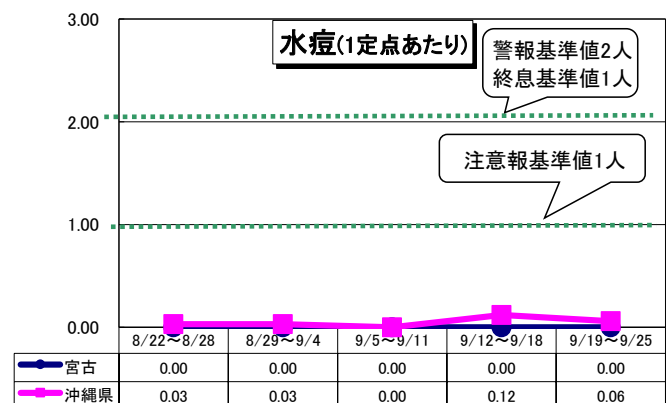 水痘(1定点あたり)
警報基準値2人
終息基準値1人
注意報基準値1人
3.00
2.00
1.00
0.00
8/22～8/28 8/29～9/4 9/5～9/11 9/12～9/18 9/19～9/25
宮古 0.00 0.00 0.00 0.00 0.00
沖縄県 0.03 0.03 0.00 0.12 0.06